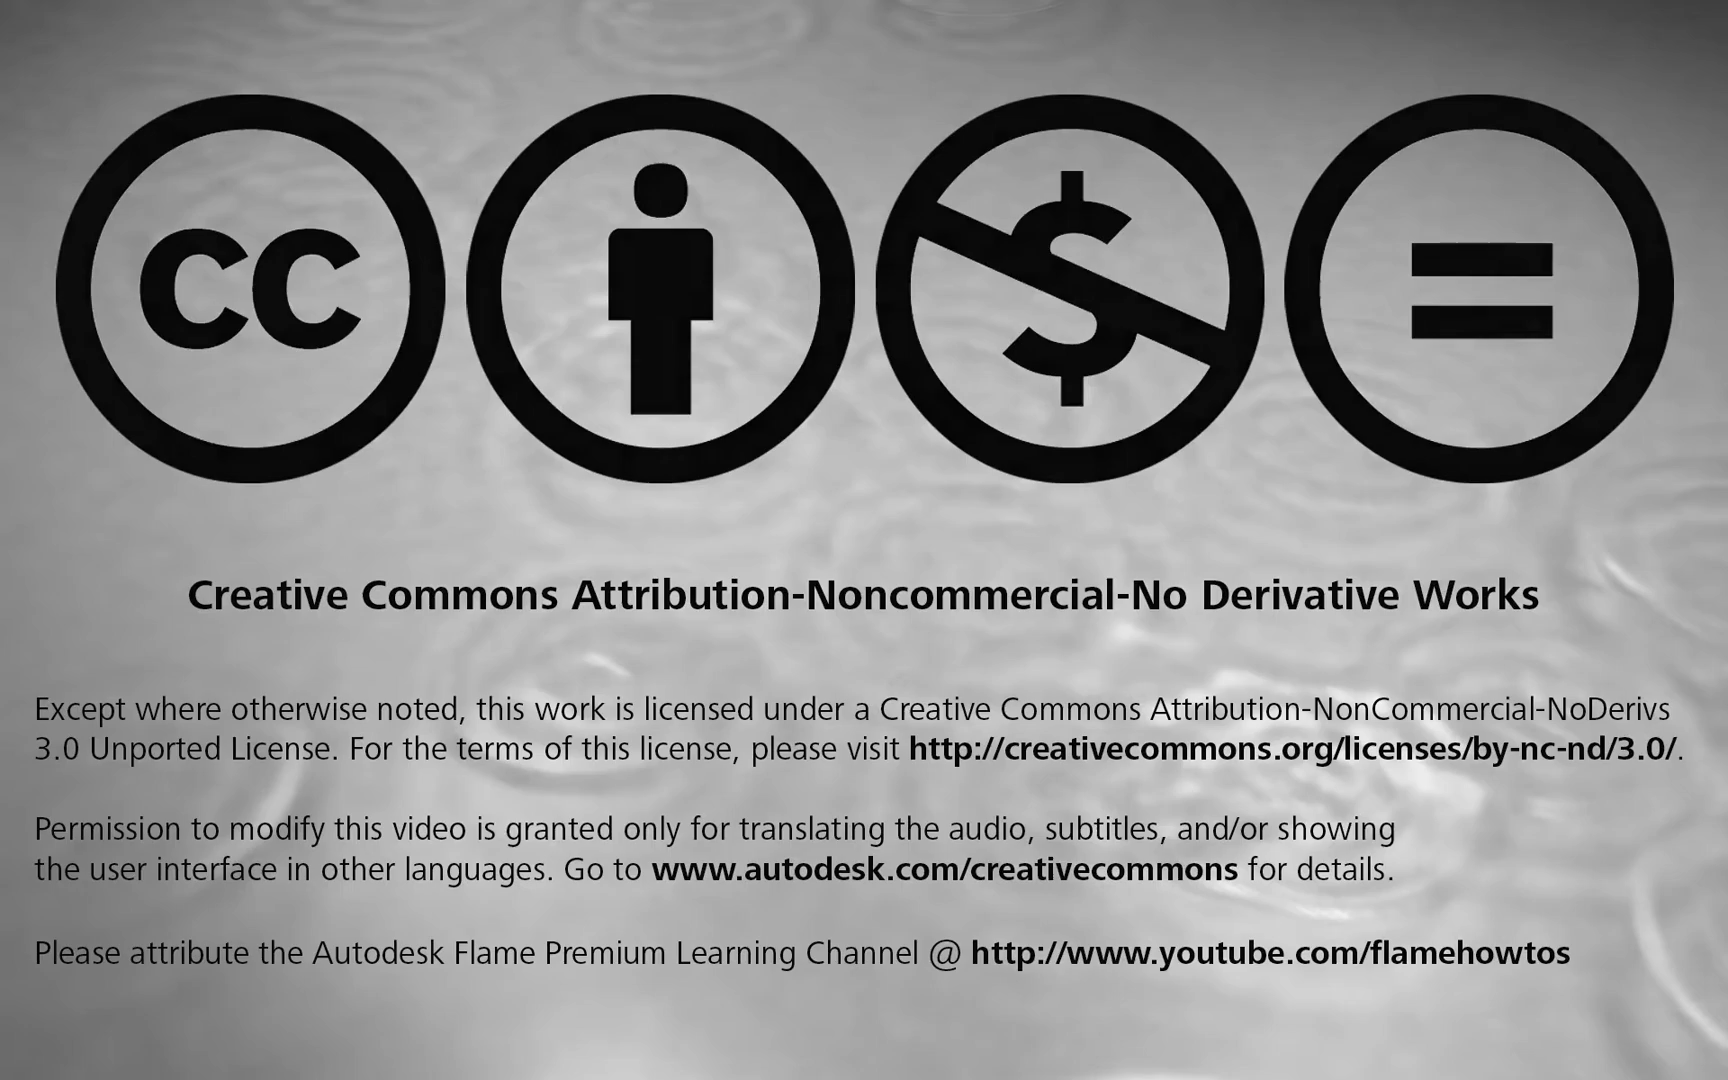 cc
$
=
Creative Commons Attribution-Noncommercial-No Derivative Works
Except where otherwise noted, this work is licensed under a Creative Commons Attribution-NonCommercial-NoDerivs
3.0 Unported License. For the terms of this license, please visit http://creativecommons.org/licenses/by-nc-nd/3.0/.
Permission to modify this video is granted only for translating the audio, subtitles, and/or showing
the user interface in other languages. Go to www.autodesk.com/creativecommons for details.
Please attribute the Autodesk Flame Premium Learning Channel @ http://www.youtube.com/flamehowtos